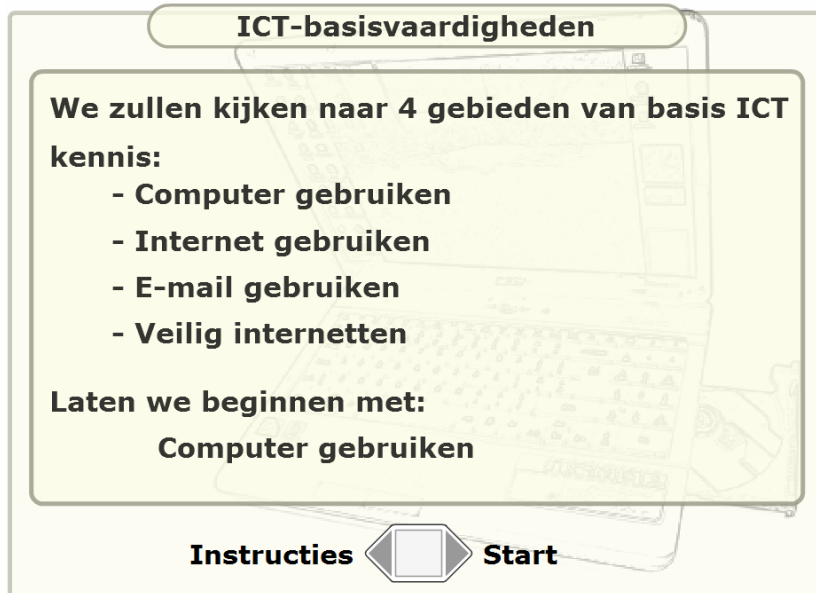 ICT-basisvaardigheden
We zullen kijken naar 4 gebieden van basis ICT
kennis:
- Computer gebruiken
- Internet gebruiken
- E-mail gebruiken
- Veilig internetten
Laten we beginnen met:
Computer gebruiken
Instructies Start